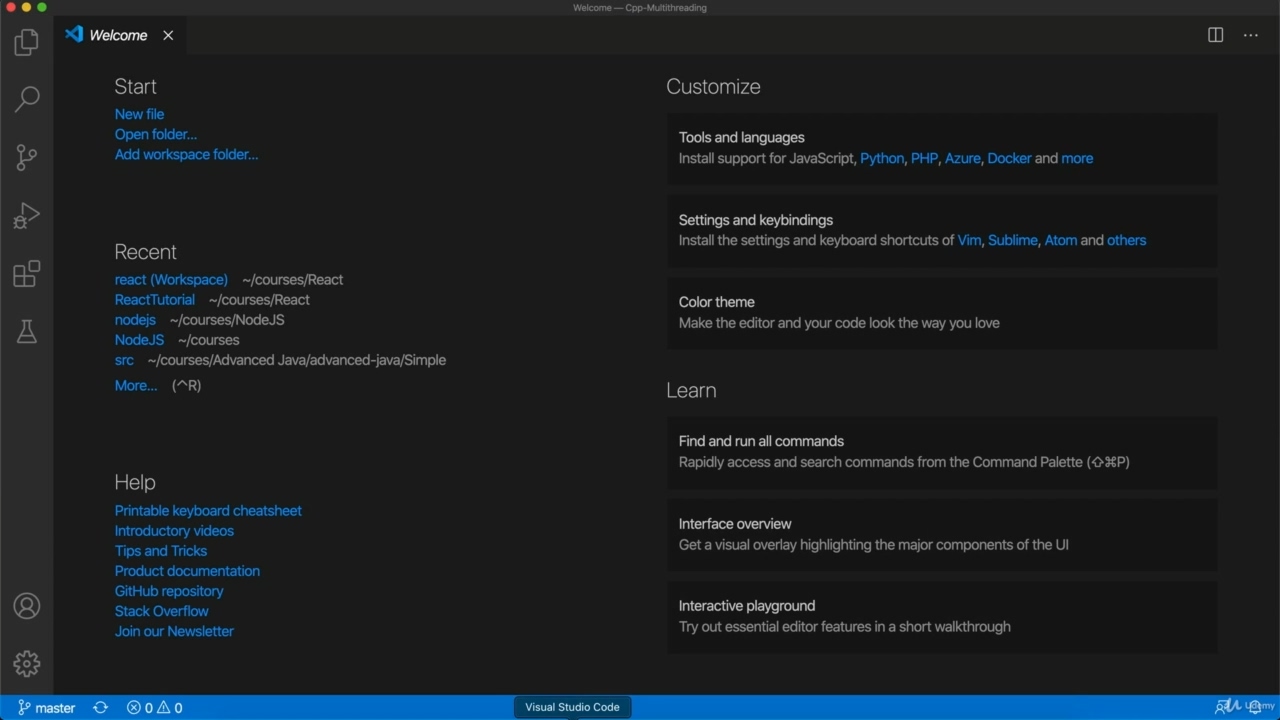 Welcome — Cpp-Multithreading
Welcome
Start
New file
Open folder...
Add workspace folder...
Recent
react (Workspace) ~/courses/React
ReactTutorial ~/courses/React
nodejs ~/courses/NodeJS
NodeJS ~/courses
src ~/courses/Advanced Java/advanced-java/Simple
More... (^R)
Help
Printable keyboard cheatsheet
Introductory videos
Tips and Tricks
Product documentation
GitHub repository
Stack Overflow
Join our Newsletter
Customize
Tools and languages
Install support for JavaScript, Python, PHP, Azure, Docker and more
Settings and keybindings
Install the settings and keyboard shortcuts of Vim, Sublime, Atom and others
Color theme
Make the editor and your code look the way you love
Learn
Find and run all commands
Rapidly access and search commands from the Command Palette (⇧⌘P)
Interface overview
Get a visual overlay highlighting the major components of the UI
Interactive playground
Try out essential editor features in a short walkthrough
master 0 0
Visual Studio Code
Udemy